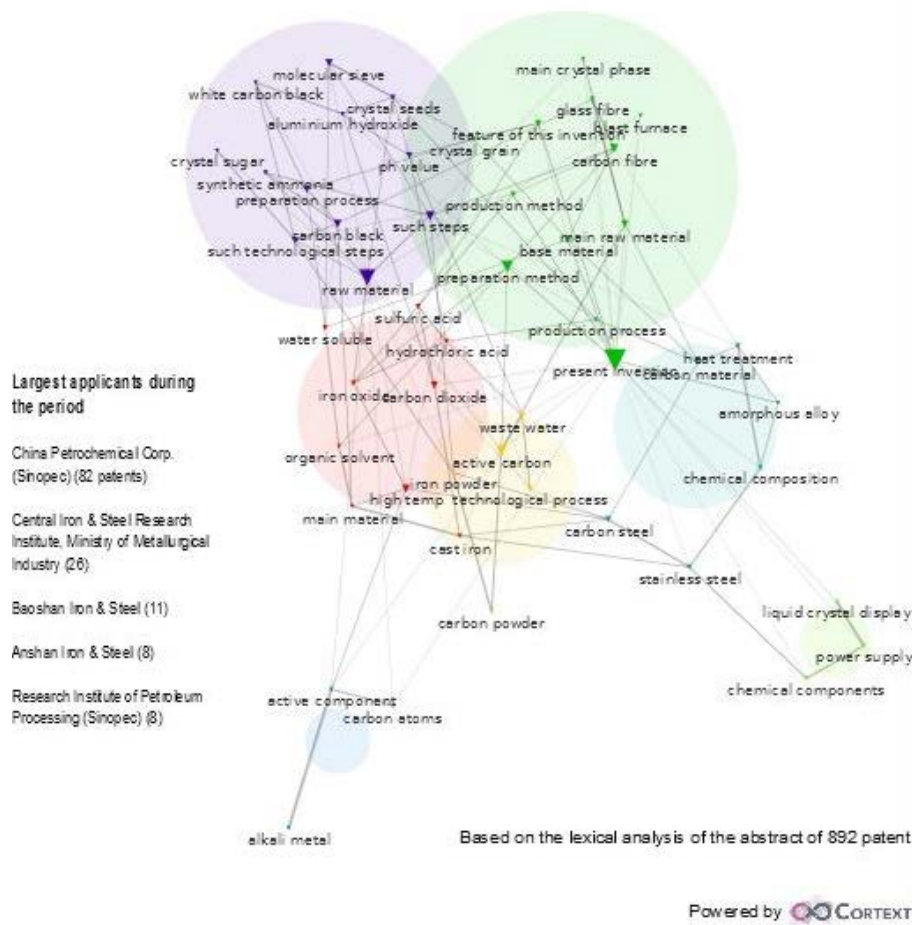 main crystal phase
molecular sieve
white carbon black
crystal seeds
glass fibre
aluminium hydroxide
feature of this invention
blast furnace
crystal grain
crystal sugar
ph value
carbon fibre
synthetic ammonia
preparation process
production method
carbon black
such steps
main raw material
such technological steps
base material
preparation method
raw material
sulfuric acid
water soluble
production process
hydrochloric acid
heat treatment
present invention
carbon material
Largest applicants during
the period
iron oxide
carbon dioxide
amorphous alloy
waste water
China Petrochemical Corp.
(Sinopec) (82 patents)
organic solvent
active carbon
iron powder
chemical composition
high temp
technological process
main material
carbon steel
Central Iron & Steel Research
Institute, Ministry of Metallurgical
Industry (26)
cast iron
stainless steel
Baoshan Iron & Steel (11)
liquid crystal display
carbon powder
Anshan Iron & Steel (8)
power supply
chemical components
Research Institute of Petroleum
Processing (Sinopec) (8)
active component
carbon atoms
alkali metal
Based on the lexical analysis of the abstract of 892 patent
Powered by CORTEXT